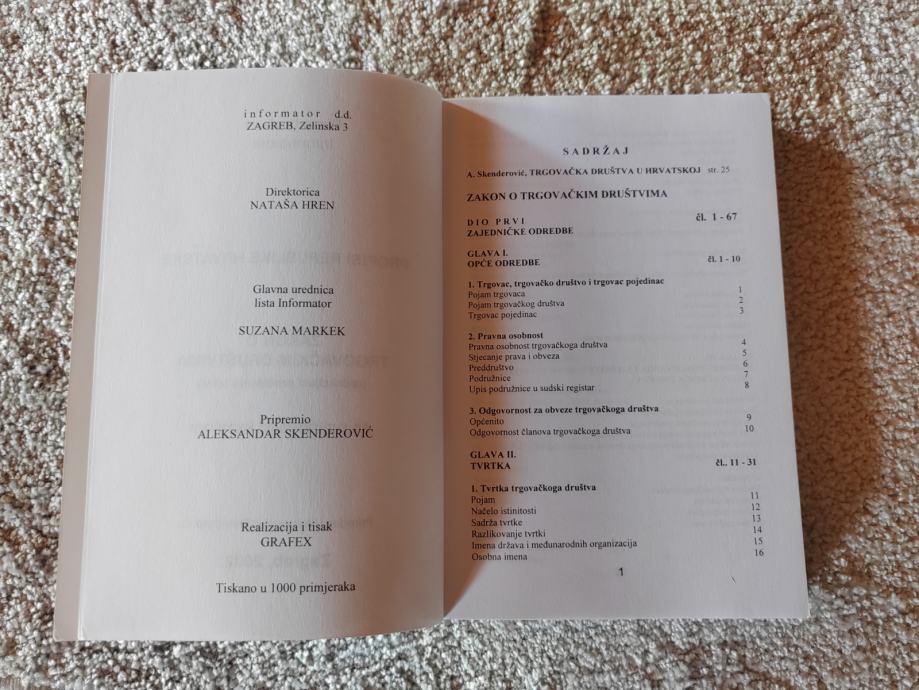 informator d.d.
ZAGREB, Zelinska 3
Direktorica
NATAŠA HREN
Glavna urednica
lista Informator
SUZANA MARKEK
Pripremio
ALEKSANDAR SKENDEROVIĆ
Realizacija i tisak
GRAFEX
Tiskano u 1000 primjeraka
SADRŽAJ
A. Skenderović, TRGOVAČKA DRUŠTVA U HRVATSKOJ str. 25
ZAKON O TRGOVAČKIM DRUŠTVIMA
DIO PRVI čl. 1 - 67
ZAJEDNIČKE ODREDBE
GLAVA I.
OPĆE ODREDBE čl. 1 - 10
1. Trgovac, trgovačko društvo i trgovac pojedinac
Pojam trgovaca 1
Pojam trgovačkog društva 2
Trgovac pojedinac 3
2. Pravna osobnost
Pravna osobnost trgovačkoga društva 4
Stjecanje prava i obveza 5
Preddruštvo 6
Podružnice 7
Upis podružnice u sudski registar 8
3. Odgovornost za obveze trgovačkoga društva
Općenito 9
Odgovornost članova trgovačkoga društva 10
GLAVA II.
TVRTKA čl.. 11 - 31
1. Tvrtka trgovačkoga društva
Pojam 11
Načelo istinitosti 12
Sadrža tvrtke 13
Razlikovanje tvrtki 14
Imena država i međunarodnih organizacija 15
Osobna imena 16
1